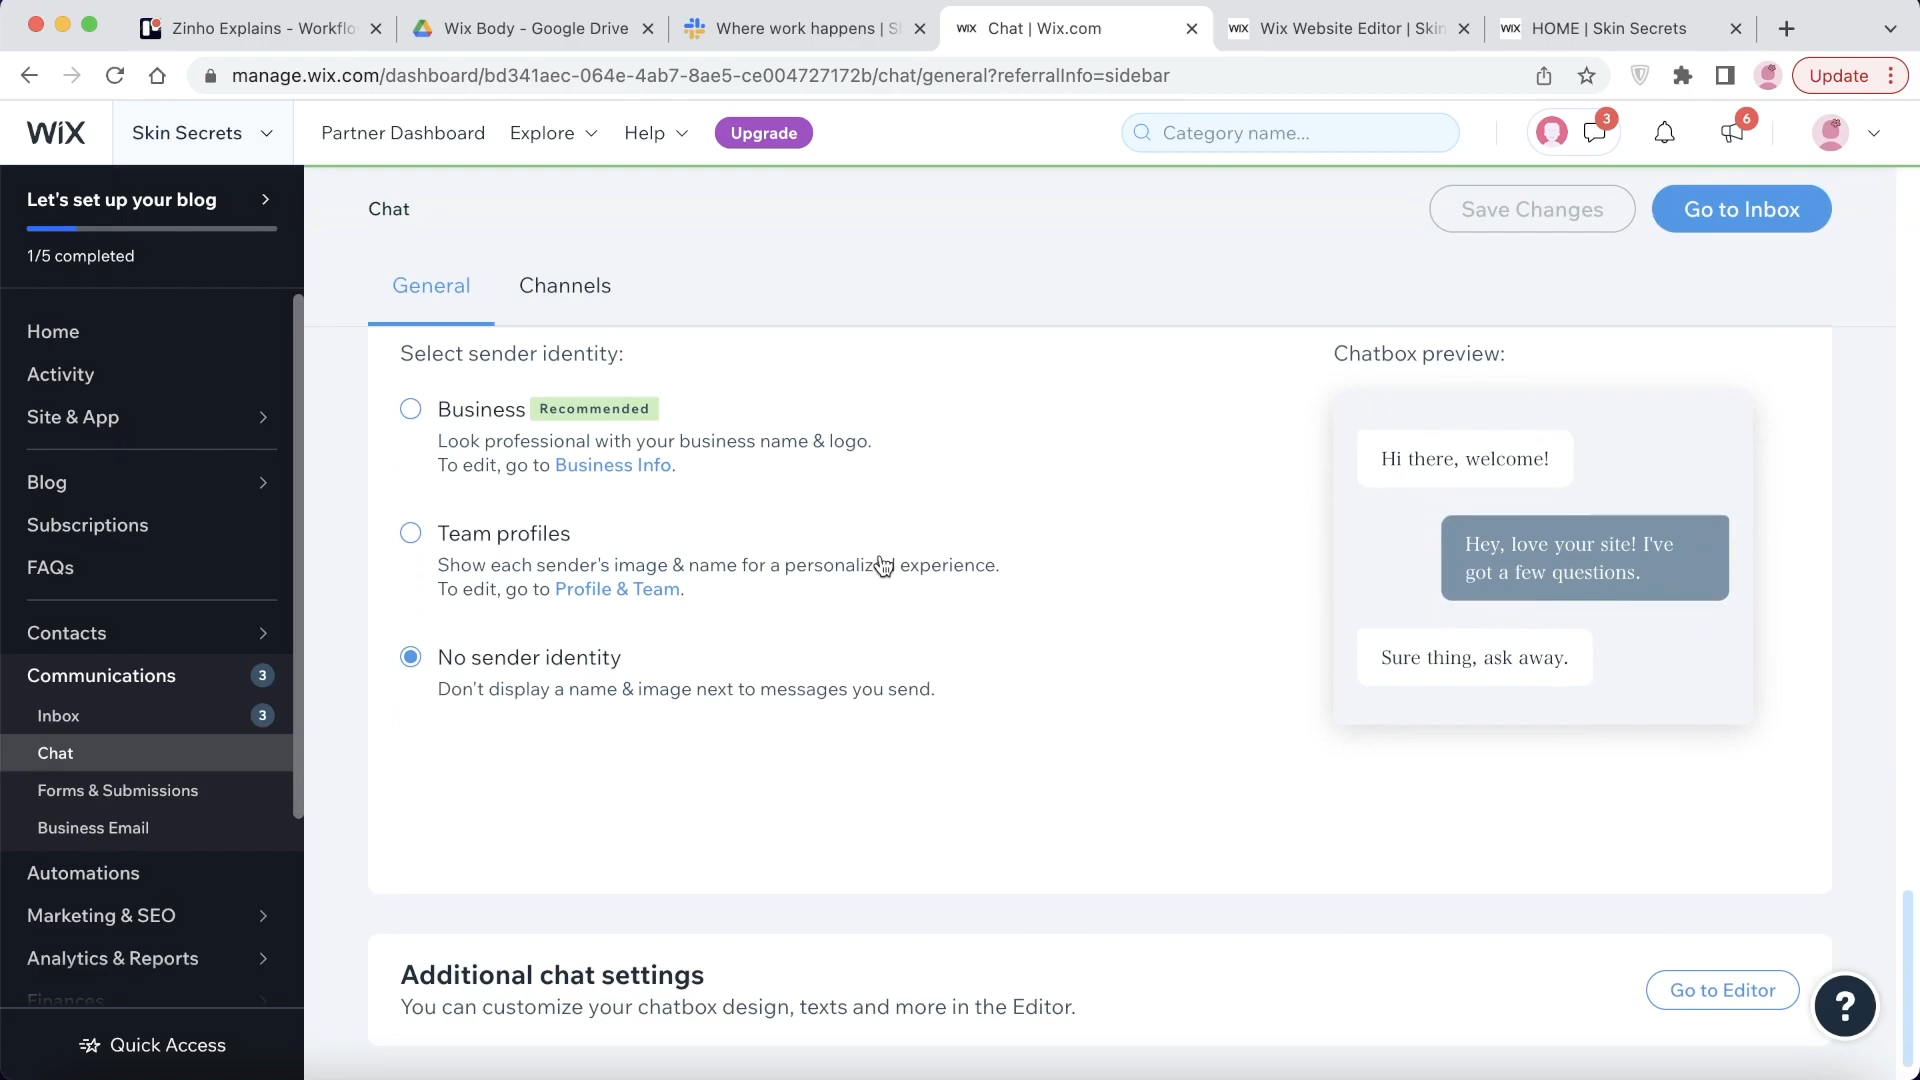 Zinho Explains - Workflo
Wix Body - Google Drive
Where work happens | Sl
WiX Chat | Wix.com
WiX Wix Website Editor | Skin
WiX HOME | Skin Secrets
manage.wix.com/dashboard/bd341aec-064e-4ab7-8ae5-ce004727172b/chat/general?referralInfo=sidebar
Update
WiX
Skin Secrets
Partner Dashboard
Explore
Help
Upgrade
Category name...
3
6
Let's set up your blog
1/5 completed
Home
Activity
Site & App
Blog
Subscriptions
FAQs
Contacts
Communications 3
Inbox 3
Chat
Forms & Submissions
Business Email
Automations
Marketing & SEO
Analytics & Reports
Finances
Quick Access
Chat
Save Changes
Go to Inbox
General
Channels
Select sender identity:
Business Recommended
Look professional with your business name & logo.
To edit, go to Business Info.
Team profiles
Show each sender's image & name for a personalized experience.
To edit, go to Profile & Team.
No sender identity
Don't display a name & image next to messages you send.
Chatbox preview:
Hi there, welcome!
Hey, love your site! I've
got a few questions.
Sure thing, ask away.
Additional chat settings
You can customize your chatbox design, texts and more in the Editor.
Go to Editor
?